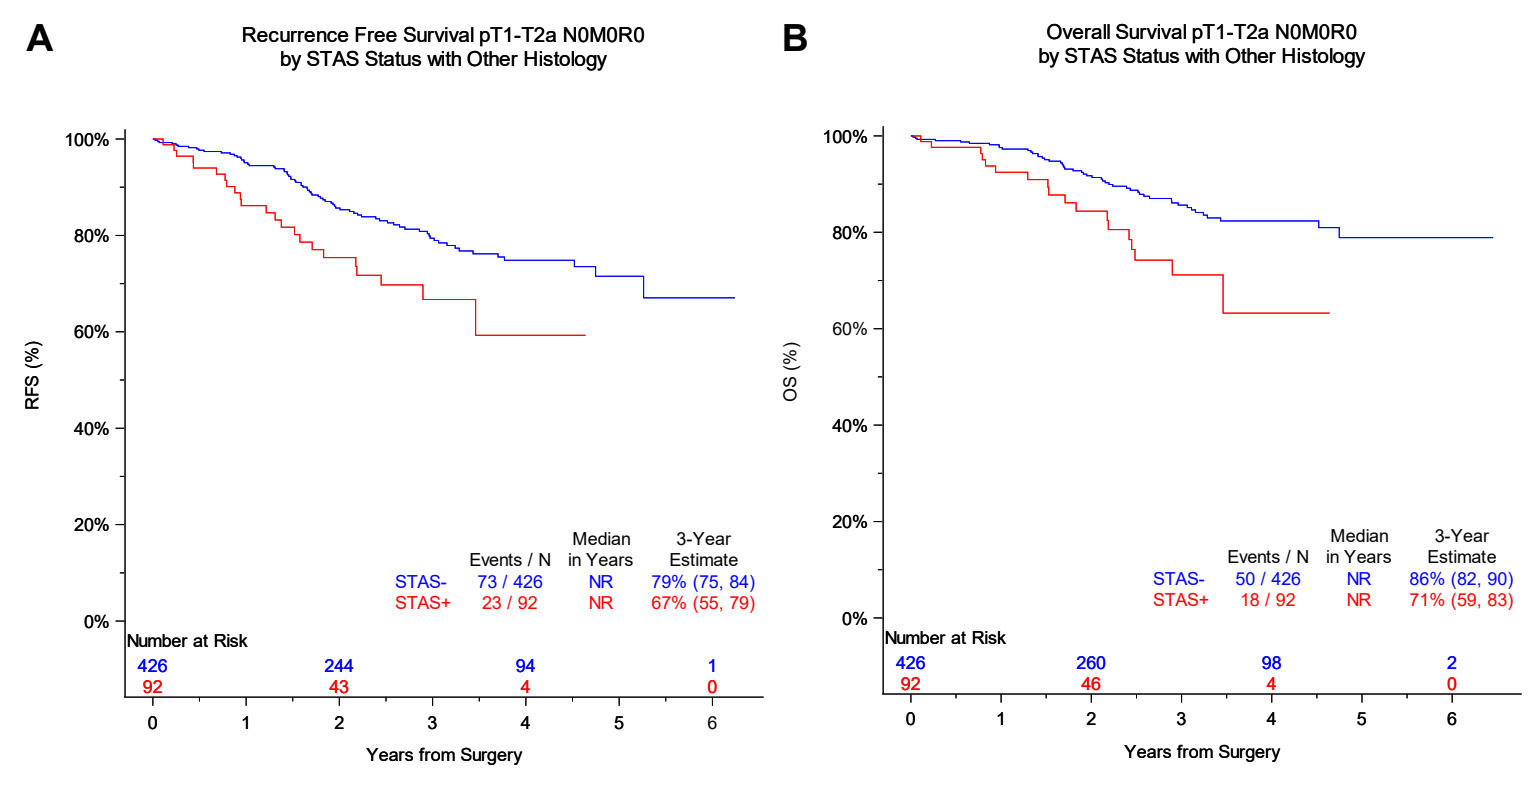 A
Recurrence Free Survival pT1-T2a N0M0R0
by STAS Status with Other Histology
100%
80%
60%
40%
20%
0%
RFS (%)
Median 3-Year
Events / N in Years Estimate
STAS- 73 / 426 NR 79% (75, 84)
STAS+ 23 / 92 NR 67% (55, 79)
Number at Risk
426 244 94 1
92 43 4 0
0 1 2 3 4 5 6
Years from Surgery
B
Overall Survival pT1-T2a N0M0R0
by STAS Status with Other Histology
100%
80%
60%
40%
20%
0%
OS (%)
Median 3-Year
Events / N in Years Estimate
STAS- 50 / 426 NR 86% (82, 90)
STAS+ 18 / 92 NR 71% (59, 83)
Number at Risk
426 260 98 2
92 46 4 0
0 1 2 3 4 5 6
Years from Surgery